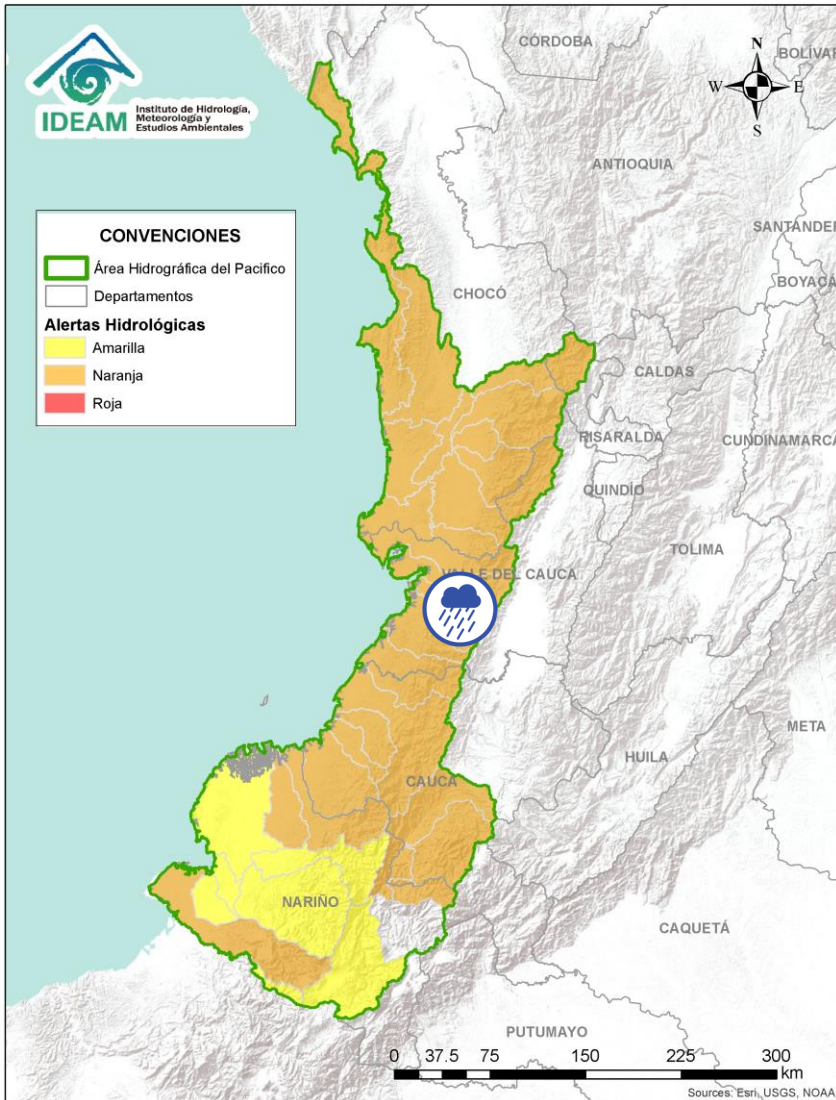 IDEAM
Instituto de Hidrología,
Meteorología y
Estudios Ambientales
CONVENCIONES
Área Hidrográfica del Pacifico
Departamentos
Alertas Hidrológicas
Amarilla
Naranja
Roja
N
W
E
S
CÓRDOBA
BOLÍVAR
ANTIOQUIA
SANTANDER
BOYACÁ
CHOCÓ
CALDAS
RISARALDA
CUNDINAMARCA
QUINDÍO
TOLIMA
VALLE DEL CAUCA
META
HUILA
CAUCA
NARIÑO
CAQUETÁ
PUTUMAYO
0 37.5 75 150 225 300
km
Sources: Esri, USGS, NOAA